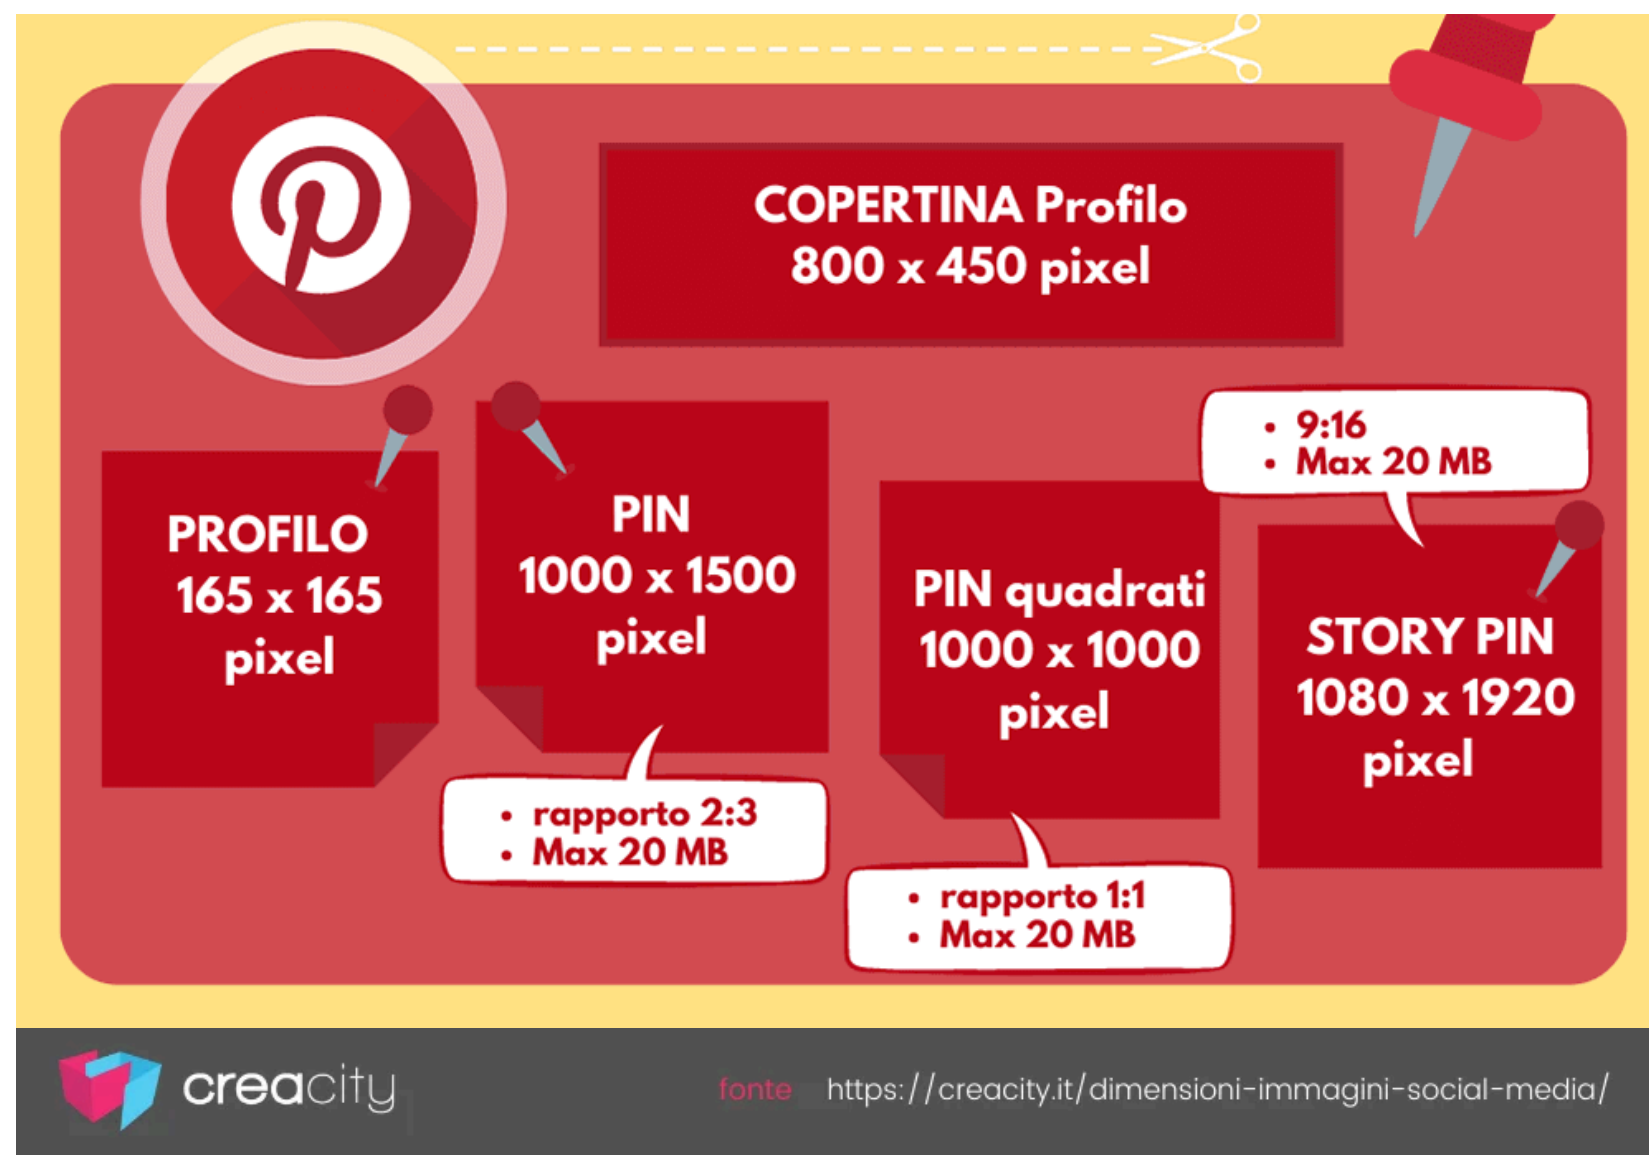 COPERTINA Profilo
800 x 450 pixel
PROFILO
165 x 165
pixel
PIN
1000 x 1500
pixel
• rapporto 2:3
• Max 20 MB
PIN quadrati
1000 x 1000
pixel
• rapporto 1:1
• Max 20 MB
• 9:16
• Max 20 MB
STORY PIN
1080 x 1920
pixel
creacity
fonte https://creacity.it/dimensioni-immagini-social-media/